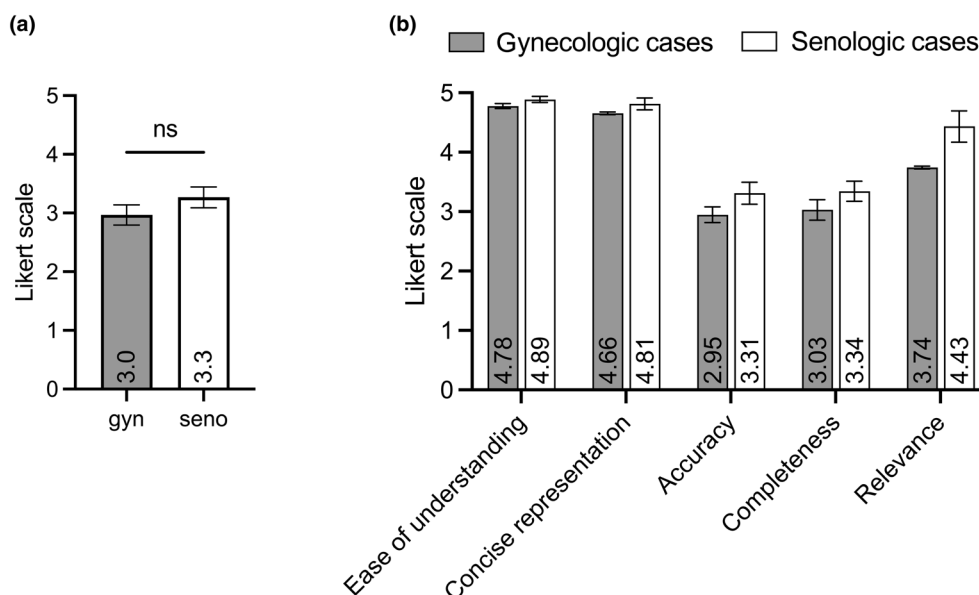 (a)
ns
Likert scale
5
4
3
2
1
0
3.0
3.3
gyn
seno
(b)
Gynecologic cases
Senologic cases
Likert scale
5
4
3
2
1
0
4.78
4.89
4.66
4.81
2.95
3.31
3.03
3.34
3.74
4.43
Ease of understanding
Concise representation
Accuracy
Completeness
Relevance